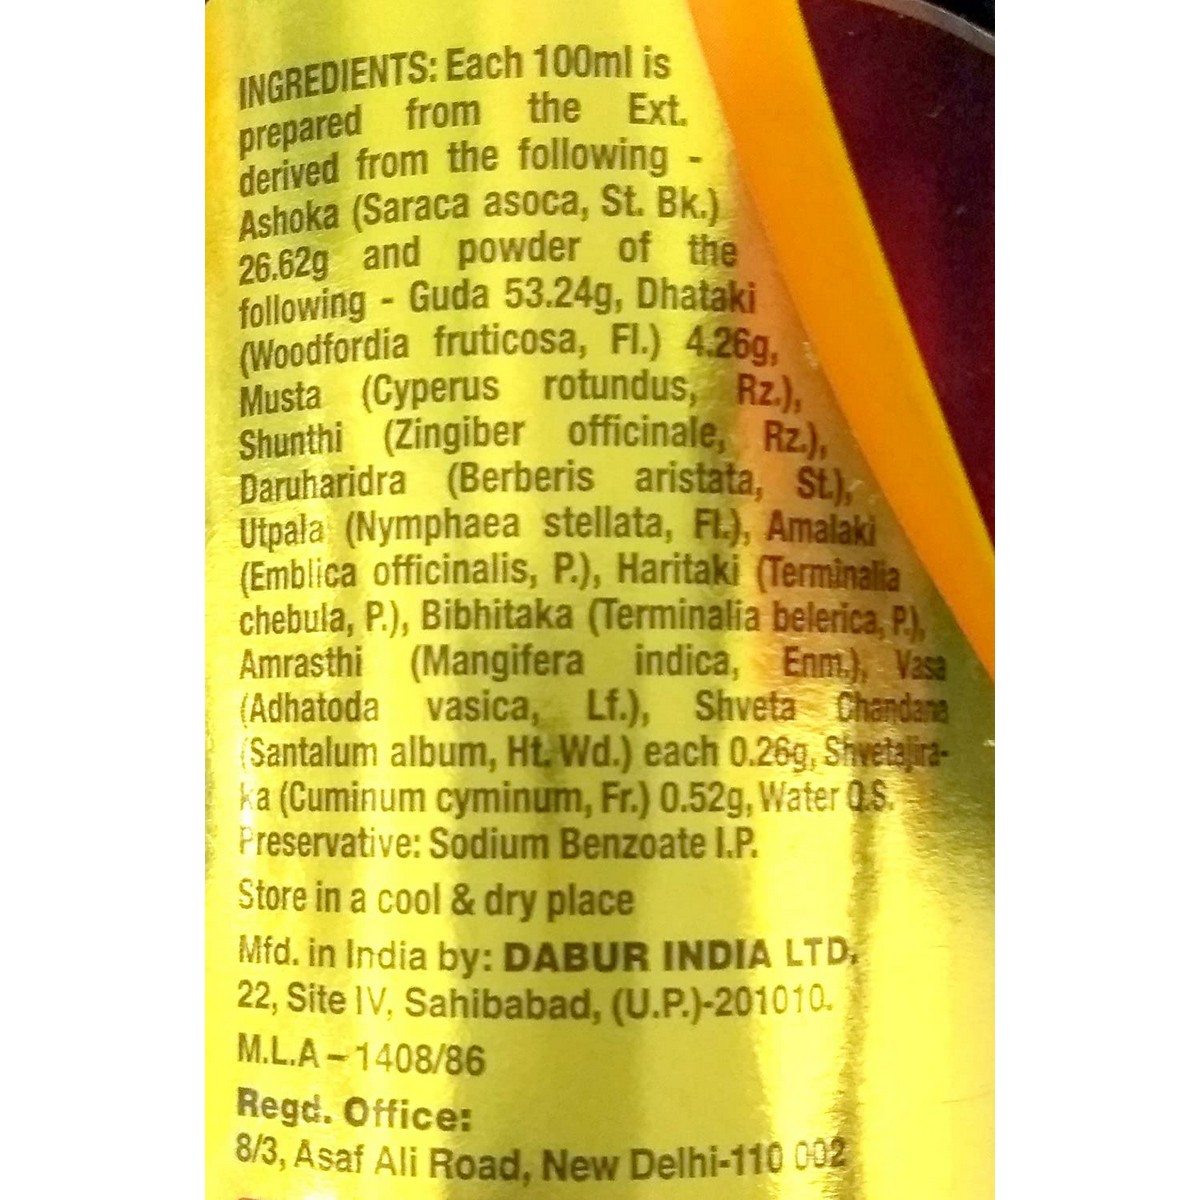 INGREDIENTS: Each 100ml is
prepared from the Ext.
derived from the following -
Ashoka (Saraca asoca, St. Bk.)
26.62g and powder of the
following - Guda 53.24g, Dhataki
(Woodfordia fruticosa, Fl.) 4.26g,
Musta (Cyperus rotundus, Rz.),
Shunthi (Zingiber officinale, Rz.),
Daruharidra (Berberis aristata, St.),
Utpala (Nymphaea stellata, Fl.), Amalaki
(Emblica officinalis, P.), Haritaki (Terminalia
chebula, P.), Bibhitaka (Terminalia belerica, P.),
Amrasthi (Mangifera indica, Enm.), Vasa
(Adhatoda vasica, Lf.), Shveta Chandana
(Santalum album, Ht. Wd.) each 0.26g, Shvetajira-
ka (Cuminum cyminum, Fr.) 0.52g, Water Q.S.
Preservative: Sodium Benzoate I.P.
Store in a cool & dry place
Mfd. in India by: DABUR INDIA LTD.
22, Site IV, Sahibabad, (U.P.)-201010.
M.L.A – 1408/86
Regd. Office:
8/3, Asaf Ali Road, New Delhi-110 002